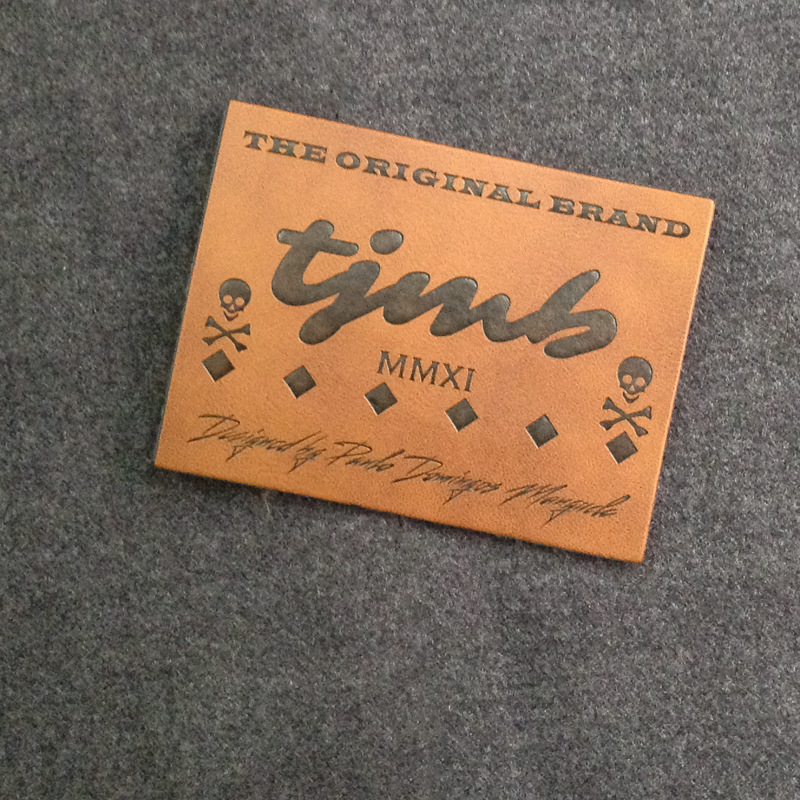 THE ORIGINAL BRAND
tjmb
MMXI
Designed by Paulo Domingos